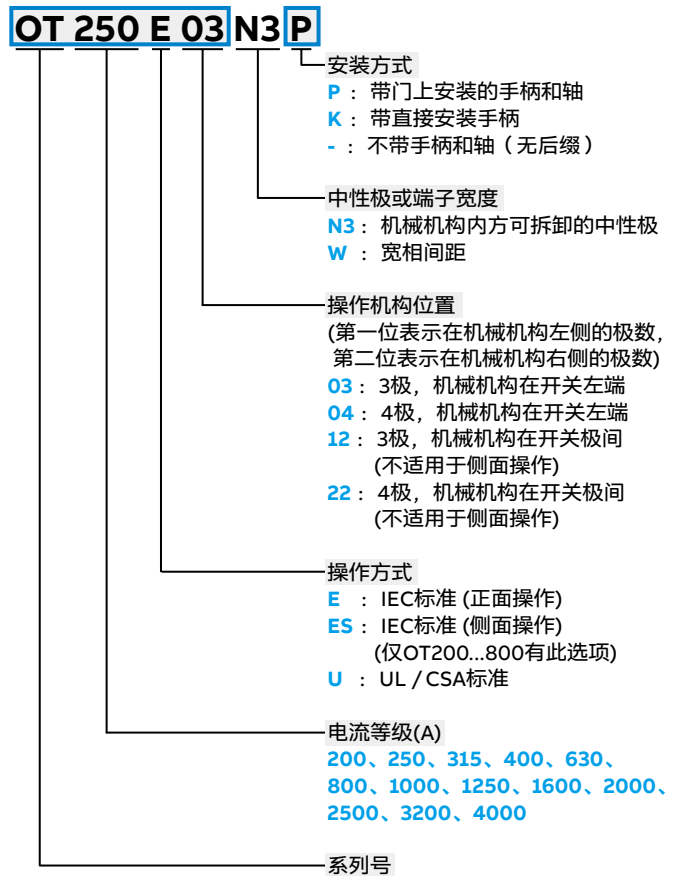 OT 250 E 03 N3 P
安装方式
P : 带门上安装的手柄和轴
K : 带直接安装手柄
- : 不带手柄和轴（无后缀）
中性极或端子宽度
N3 : 机械机构内方可拆卸的中性极
W : 宽相间距
操作机构位置
(第一位表示在机械机构左侧的极数，
第二位表示在机械机构右侧的极数)
03 : 3极，机械机构在开关左端
04 : 4极，机械机构在开关左端
12 : 3极，机械机构在开关极间
(不适用于侧面操作)
22 : 4极，机械机构在开关极间
(不适用于侧面操作)
操作方式
E : IEC标准 (正面操作)
ES : IEC标准 (侧面操作)
(仅OT200...800有此选项)
U : UL / CSA标准
电流等级(A)
200、250、315、400、630、
800、1000、1250、1600、2000、
2500、3200、4000
系列号